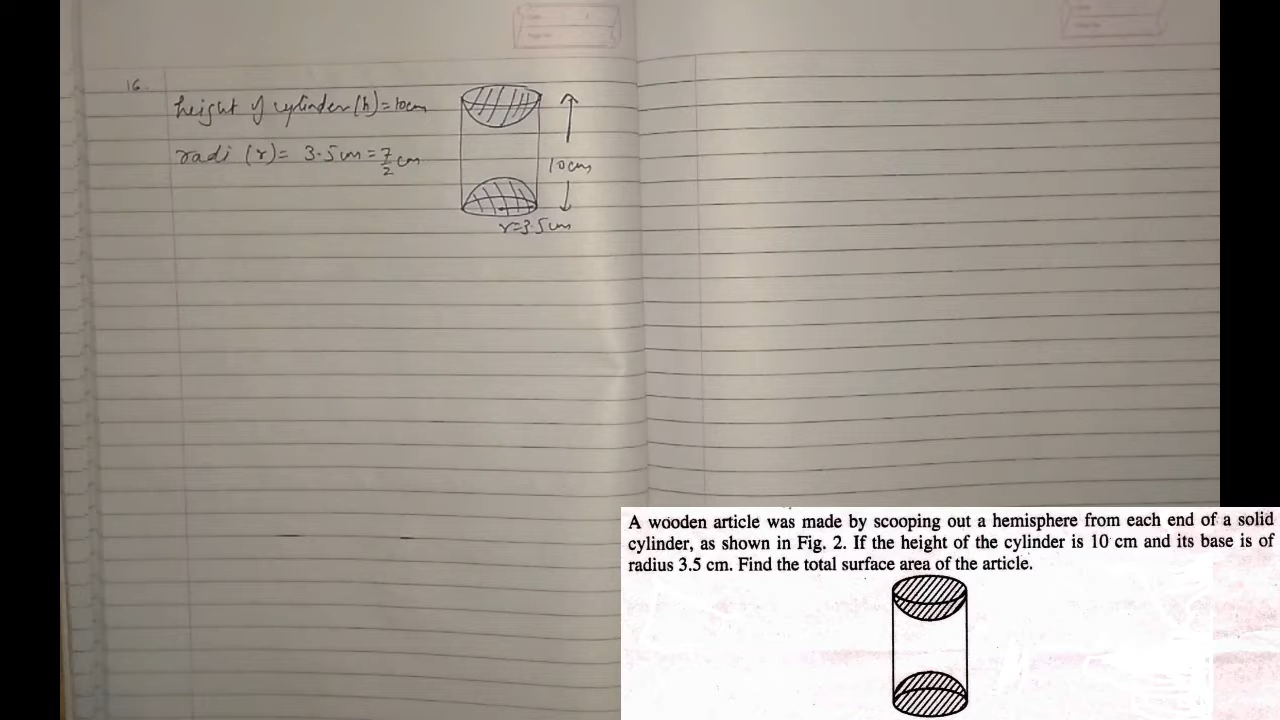 16.
height of cylinder (h) = 10cm
radi (r) = 3.5cm = 7/2 cm
10cm
r=3.5cm
A wooden article was made by scooping out a hemisphere from each end of a solid
cylinder, as shown in Fig. 2. If the height of the cylinder is 10 cm and its base is of
radius 3.5 cm. Find the total surface area of the article.